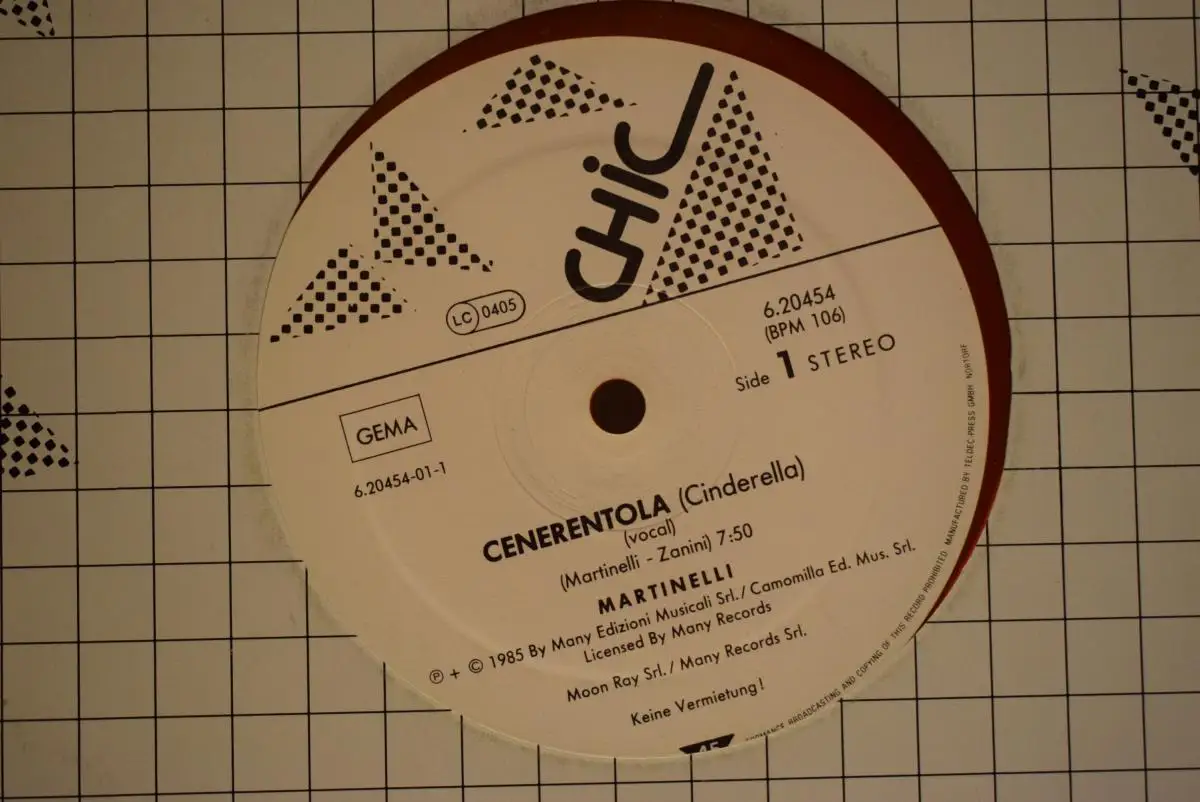 CHIC
LC 0405
6.20454
(BPM 106)
Side 1 STEREO
GEMA
6.20454-01-1
CENERENTOLA (Cinderella)
(vocal)
(Martinelli - Zanini) 7:50
MARTINELLI
℗ + © 1985 By Many Edizioni Musicali Srl./ Camomilla Ed. Mus. Srl.
Licensed By Many Records
Moon Ray Srl./ Many Records Srl.
Keine Vermietung!
45
BROADCASTING AND COPYING OF THIS RECORD PROHIBITED. MANUFACTURED BY TELDEC-PRESS GMBH